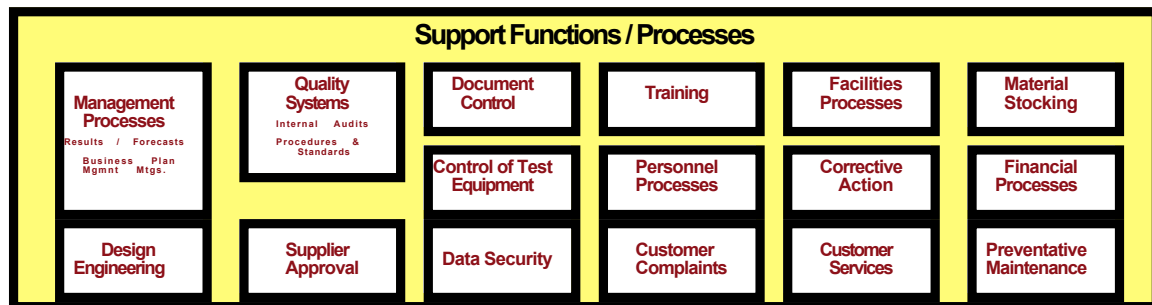 Support Functions / Processes
Management
Processes
Results / Forecasts
Business Plan
Mgmnt Mtgs.
Quality
Systems
Internal Audits
Procedures &
Standards
Document
Control
Training
Facilities
Processes
Material
Stocking
Control of Test
Equipment
Personnel
Processes
Corrective
Action
Financial
Processes
Design
Engineering
Supplier
Approval
Data Security
Customer
Complaints
Customer
Services
Preventative
Maintenance